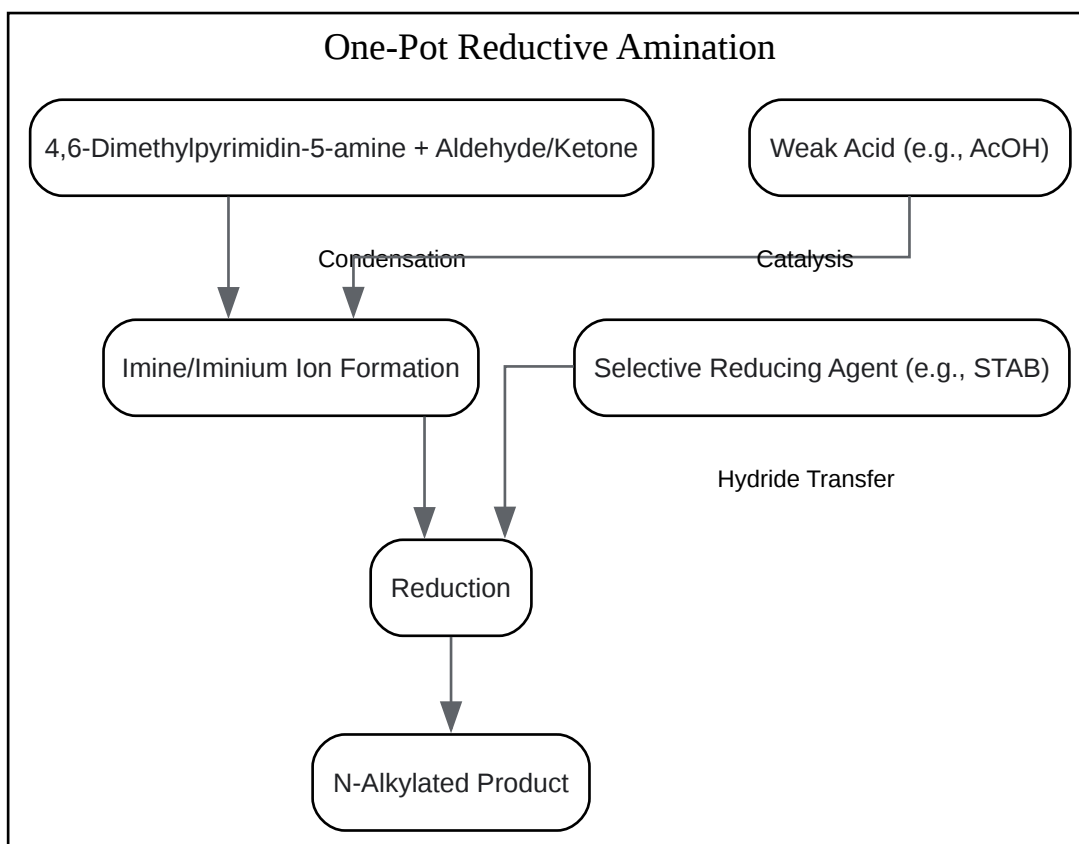 One-Pot Reductive Amination
4,6-Dimethylpyrimidin-5-amine + Aldehyde/Ketone
Weak Acid (e.g., AcOH)
Condensation
Catalysis
Imine/Iminium Ion Formation
Selective Reducing Agent (e.g., STAB)
Hydride Transfer
Reduction
N-Alkylated Product